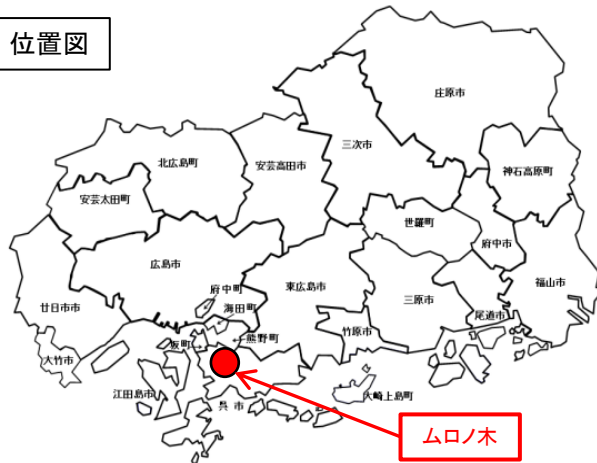 位置図
庄原市
三次市
北広島町
安芸高田市
神石高原町
安芸太田町
世羅町
府中市
広島市
東広島市
三原市
福山市
府中町
海田町
廿日市市
尾道市
竹原市
熊野町
坂町
大竹市
江田島市
大崎上島町
呉市
ムロノ木